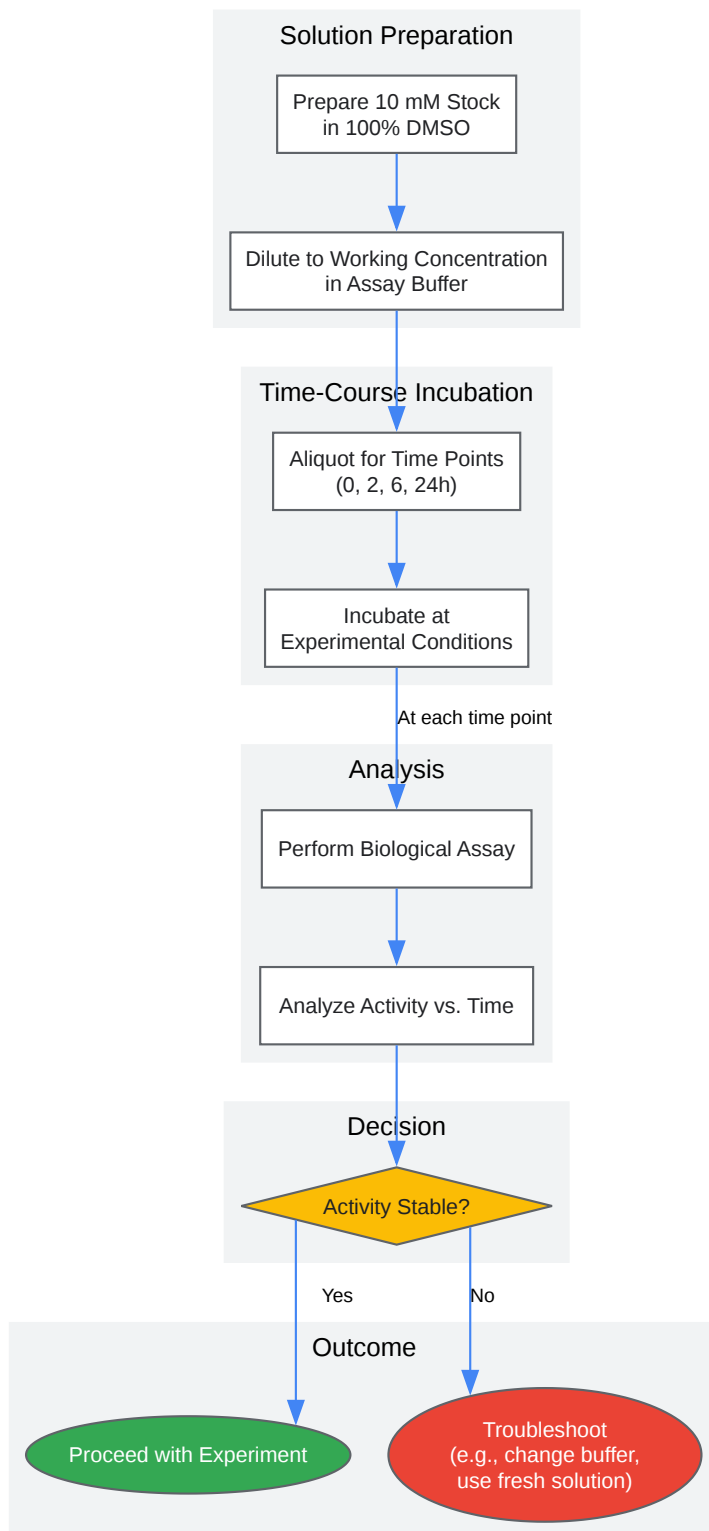 Solution Preparation
Prepare 10 mM Stock
in 100% DMSO
Dilute to Working Concentration
in Assay Buffer
Time-Course Incubation
Aliquot for Time Points
(0, 2, 6, 24h)
Incubate at
Experimental Conditions
At each time point
Analysis
Perform Biological Assay
Analyze Activity vs. Time
Decision
Activity Stable?
Yes
No
Outcome
Proceed with Experiment
Troubleshoot
(e.g., change buffer,
use fresh solution)